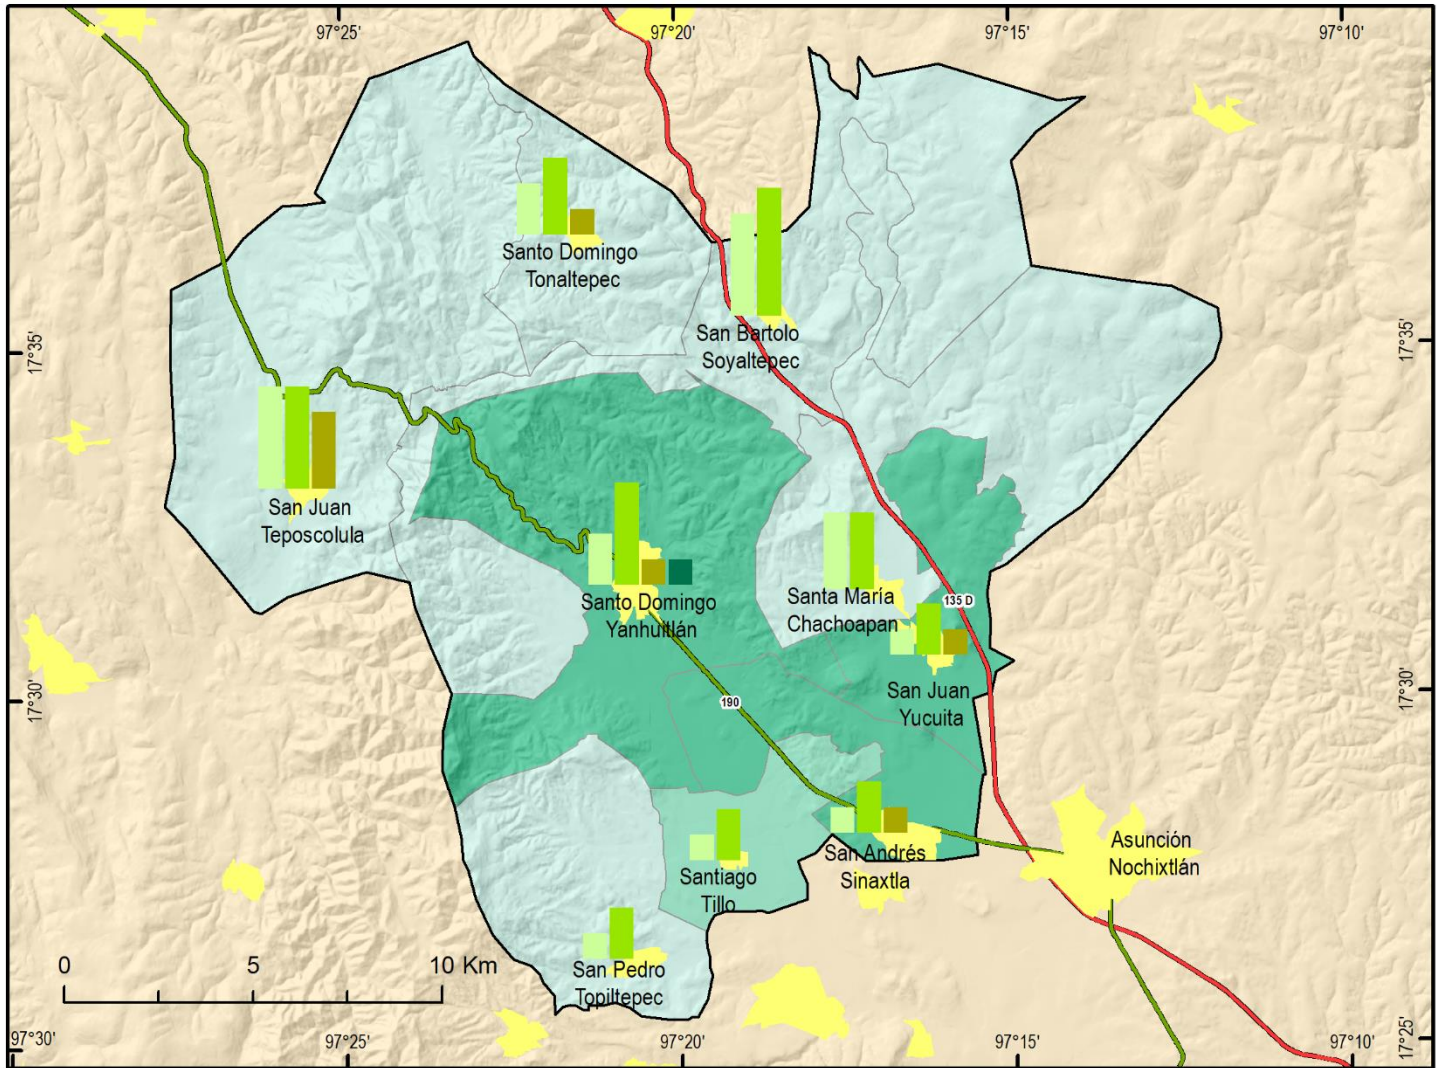 97°25'
97°20'
97°15'
97°10'
Santo Domingo
Tonaltepec
San Bartolo
Soyaltepec
17°35'
17°35'
San Juan
Teposcolula
Santo Domingo
Yanhuitlán
Santa María
Chachoapan
135 D
San Juan
Yucuita
17°30'
17°30'
190
San Andrés
Sinaxtla
Asunción
Nochixtlán
Santiago
Tillo
San Pedro
Topiltepec
0
5
10 Km
97°30'
97°25'
97°20'
97°15'
97°10'
17°25'